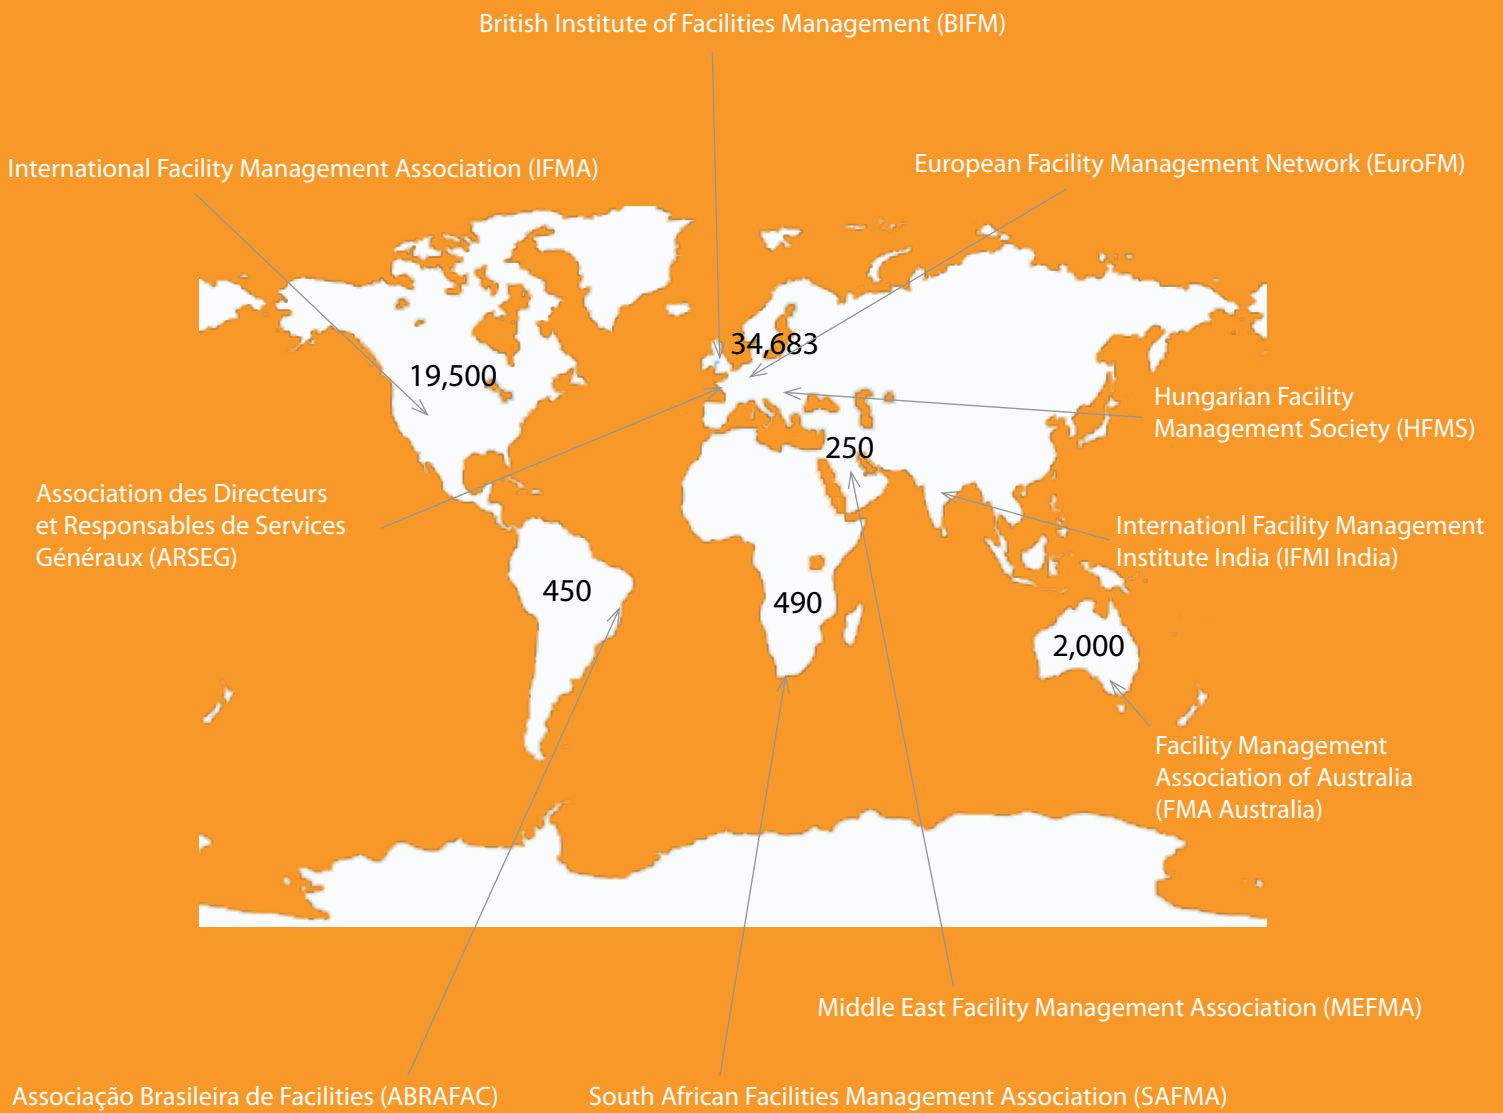 British Institute of Facilities Management (BIFM)
International Facility Management Association (IFMA)
European Facility Management Network (EuroFM)
34,683
19,500
Hungarian Facility
Management Society (HFMS)
250
Association des Directeurs
et Responsables de Services
Généraux (ARSEG)
Internationl Facility Management
Institute India (IFMI India)
450
490
2,000
Facility Management
Association of Australia
(FMA Australia)
Middle East Facility Management Association (MEFMA)
Associação Brasileira de Facilities (ABRAFAC)
South African Facilities Management Association (SAFMA)